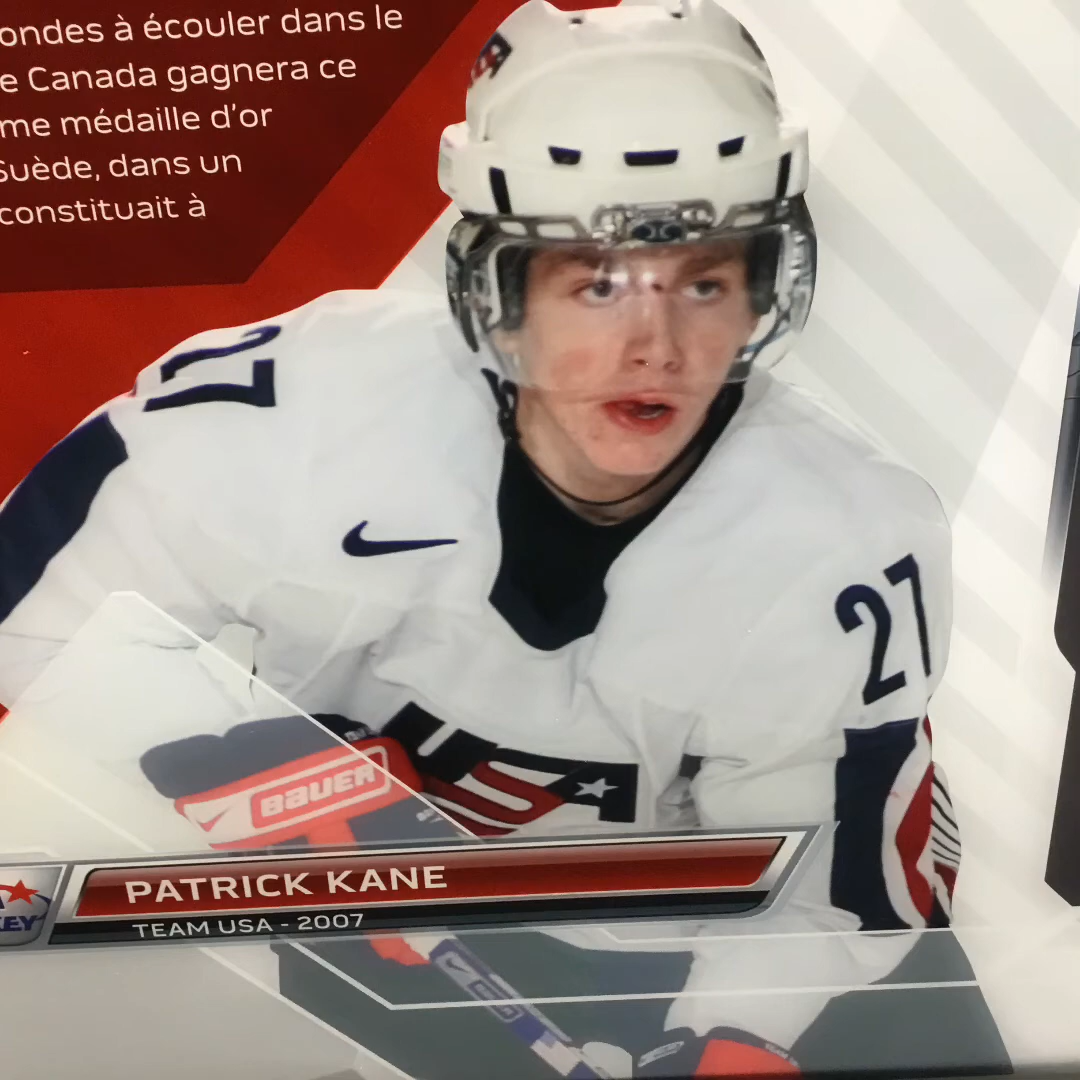 ondes à écouler dans le
e Canada gagnera ce
me médaille d'or
Suède, dans un
constituait à
27
27
USA
BAUER
PATRICK KANE
TEAM USA - 2007
KEY